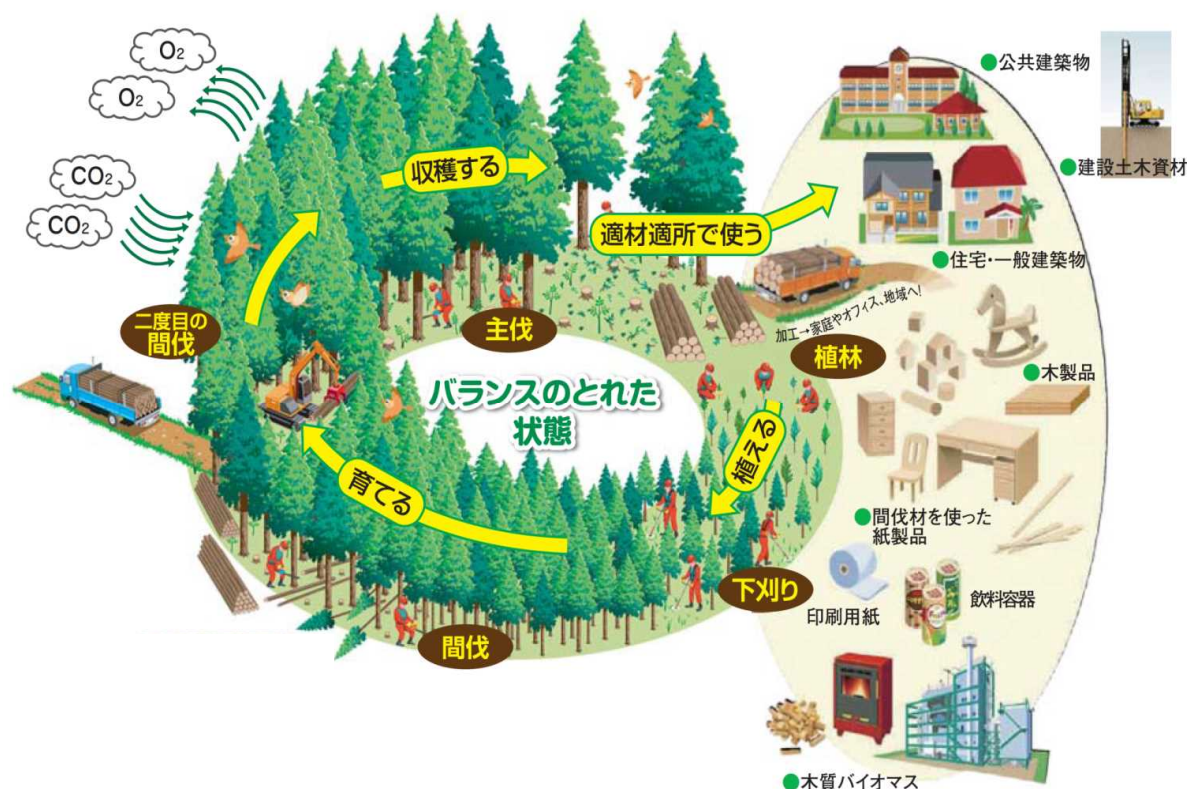 O₂
O₂
CO₂
CO₂
収穫する
適材適所で使う
二度目の
間伐
主伐
加工→家庭やオフィス、地域へ!
植林
バランスのとれた
状態
植える
育てる
下刈り
間伐
●公共建築物
●建設土木資材
●住宅・一般建築物
●木製品
●間伐材を使った
紙製品
印刷用紙
飲料容器
●木質バイオマス